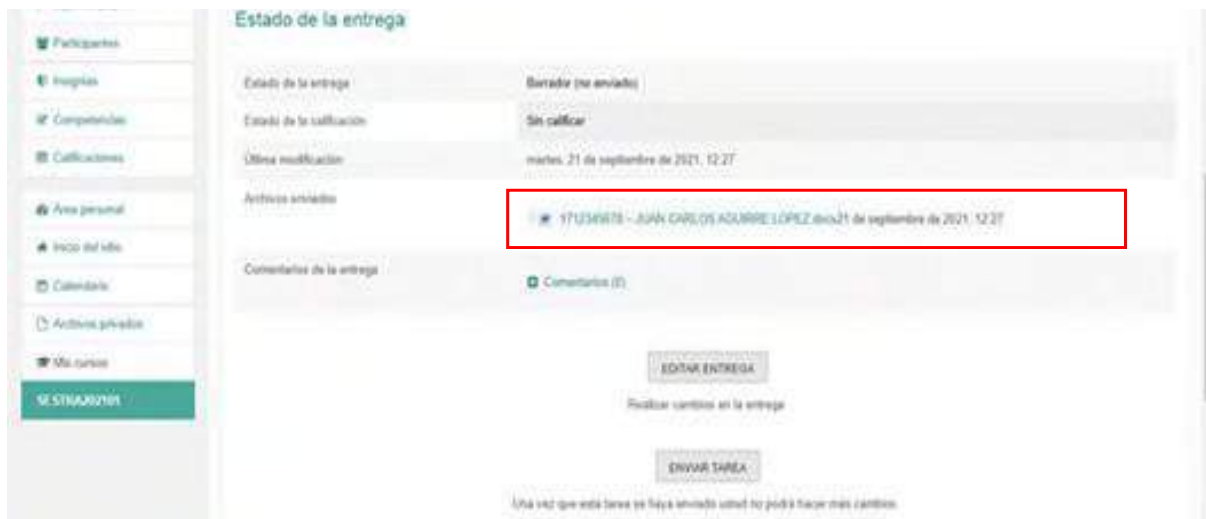 Estado de la entrega
Participantes
Insignias
Competencias
Calificaciones
Área personal
Inicio del sitio
Calendario
Archivos privados
Mis cursos
Estado de la entrega Borrador (no enviado)
Estado de la calificación Sin calificar
Última modificación martes, 21 de septiembre de 2021, 12:27
Archivos enviados JUAN CARLOS AGUIRRE LOPEZ.docx21 de septiembre de 2021, 12:27
Comentarios de la entrega Comentarios (0)
EDITAR ENTREGA
Realizar cambios en la entrega
ENVIAR TAREA
Una vez que esta tarea se haya enviado usted no podrá hacer más cambios